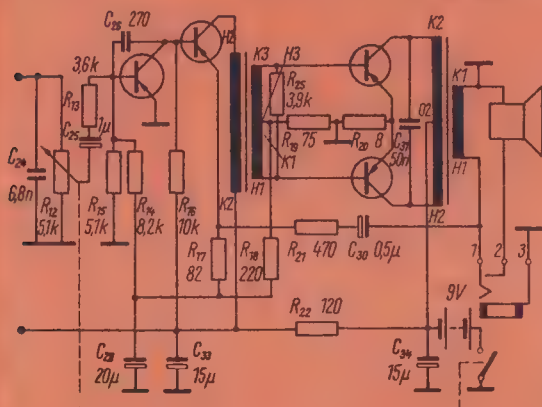 C26 270
H2
K3 H3
K2
K1
3,6k
R13
C25
1µ
R25
3,9k
R19 75
R20 8
02
C31
50n
K1
H1
C24
6,8n
R12
5,1k
R15
5,1k
R14
8,2k
R16
10k
K2
H1
H2
H1
R17
82
R18
220
R21 470
C30 0,5µ
1 2 3
R22 120
9V
C28
20µ
C33
15µ
C34
15µ